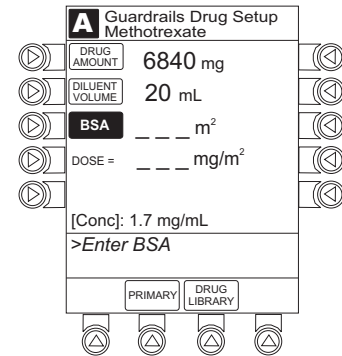 A Guardrails Drug Setup
Methotrexate
DRUG AMOUNT 6840 mg
DILUENT VOLUME 20 mL
BSA _ _ _ m²
DOSE = _ _ _ mg/m²
[Conc]: 1.7 mg/mL
>Enter BSA
PRIMARY DRUG LIBRARY